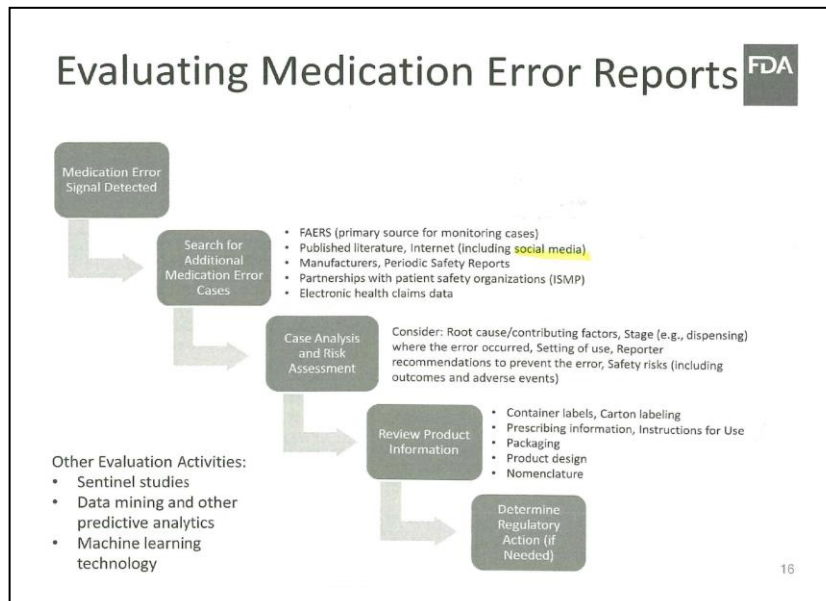 Evaluating Medication Error Reports
FDA
Medication Error
Signal Detected
Search for
Additional
Medication Error
Cases
• FAERS (primary source for monitoring cases)
• Published literature, Internet (including social media)
• Manufacturers, Periodic Safety Reports
• Partnerships with patient safety organizations (ISMP)
• Electronic health claims data
Case Analysis
and Risk
Assessment
Consider: Root cause/contributing factors, Stage (e.g., dispensing)
where the error occurred, Setting of use, Reporter
recommendations to prevent the error, Safety risks (including
outcomes and adverse events)
Review Product
Information
• Container labels, Carton labeling
• Prescribing information, Instructions for Use
• Packaging
• Product design
• Nomenclature
Other Evaluation Activities:
• Sentinel studies
• Data mining and other
predictive analytics
• Machine learning
technology
Determine
Regulatory
Action (if
Needed)
16